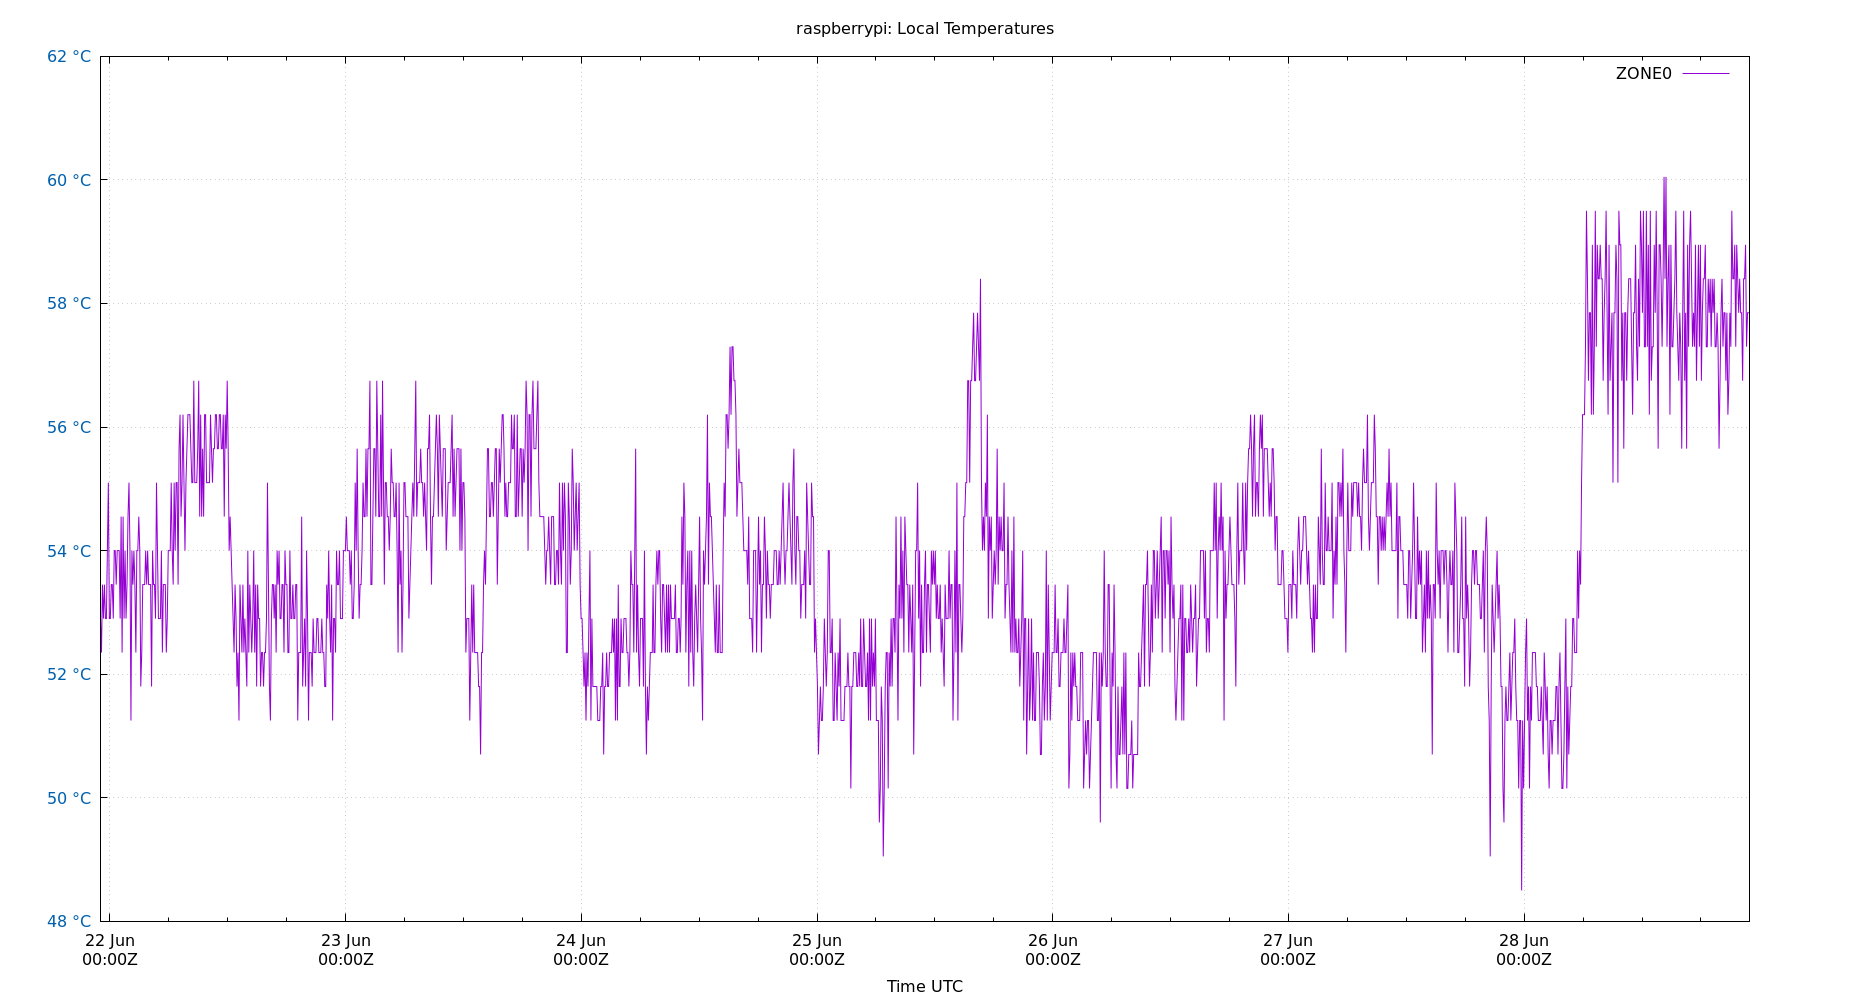 raspberrypi: Local Temperatures
62 °C
ZONE0
60 °C
58 °C
56 °C
54 °C
52 °C
50 °C
48 °C
22 Jun 23 Jun 24 Jun 25 Jun 26 Jun 27 Jun 28 Jun
00:00Z 00:00Z 00:00Z 00:00Z 00:00Z 00:00Z 00:00Z
Time UTC